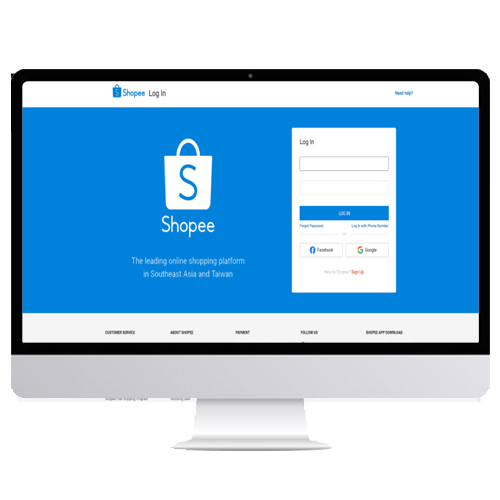 S Shopee Log In
Need help?
Log In
S
Shopee
The leading online shopping platform
in Southeast Asia and Taiwan
LOG IN
Forgot Password
Log In with Phone Number
OR
Facebook
Google
New to Shopee? Sign Up
CUSTOMER SERVICE
ABOUT SHOPEE
PAYMENT
FOLLOW US
SHOPEE APP DOWNLOAD